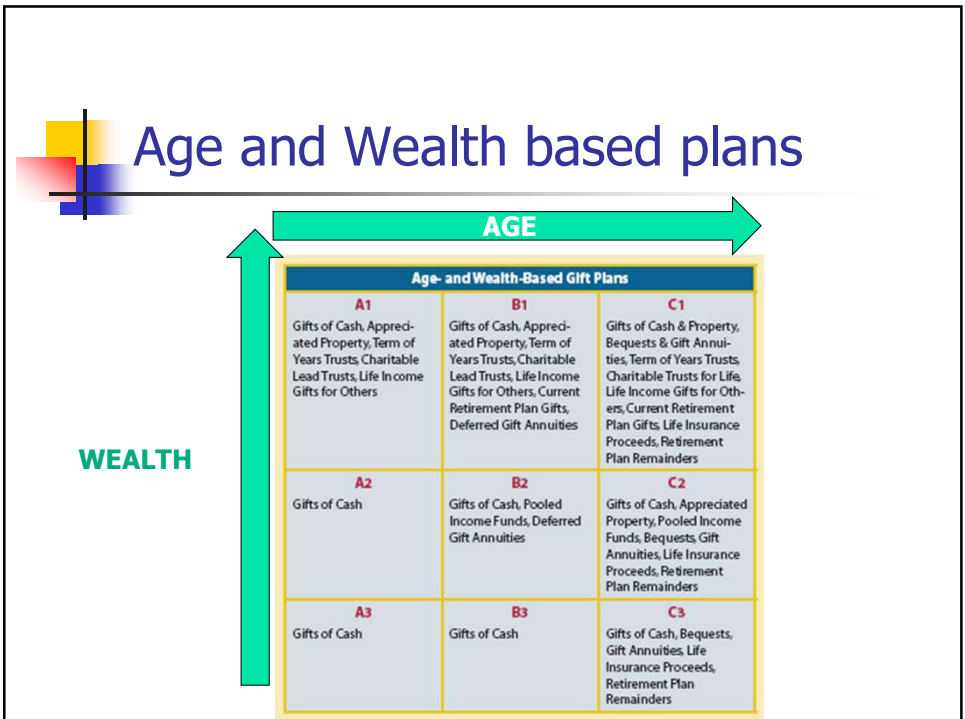 Age and Wealth based plans
AGE
WEALTH
Age- and Wealth-Based Gift Plans
A1
Gifts of Cash, Appreci-
ated Property, Term of
Years Trusts, Charitable
Lead Trusts, Life Income
Gifts for Others
B1
Gifts of Cash, Appreci-
ated Property, Term of
Years Trusts, Charitable
Lead Trusts, Life Income
Gifts for Others, Current
Retirement Plan Gifts,
Deferred Gift Annuities
C1
Gifts of Cash & Property,
Bequests & Gift Annui-
ties, Term of Years Trusts,
Charitable Trusts for Life,
Life Income Gifts for Oth-
ers, Current Retirement
Plan Gifts, Life Insurance
Proceeds, Retirement
Plan Remainders
A2
Gifts of Cash
B2
Gifts of Cash, Pooled
Income Funds, Deferred
Gift Annuities
C2
Gifts of Cash, Appreciated
Property, Pooled Income
Funds, Bequests, Gift
Annuities, Life Insurance
Proceeds, Retirement
Plan Remainders
A3
Gifts of Cash
B3
Gifts of Cash
C3
Gifts of Cash, Bequests,
Gift Annuities, Life
Insurance Proceeds,
Retirement Plan
Remainders